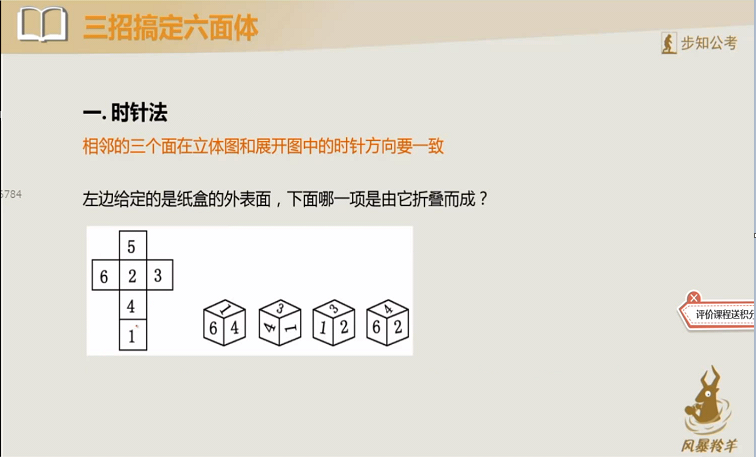 三招搞定六面体
步知公考
一. 时针法
相邻的三个面在立体图和展开图中的时针方向要一致
6784
左边给定的是纸盒的外表面，下面哪一项是由它折叠而成？
5
6 2 3
4
1
1 6 4
3 4 1
3 1 2
4 6 2
评价课程送积分
风暴羚羊